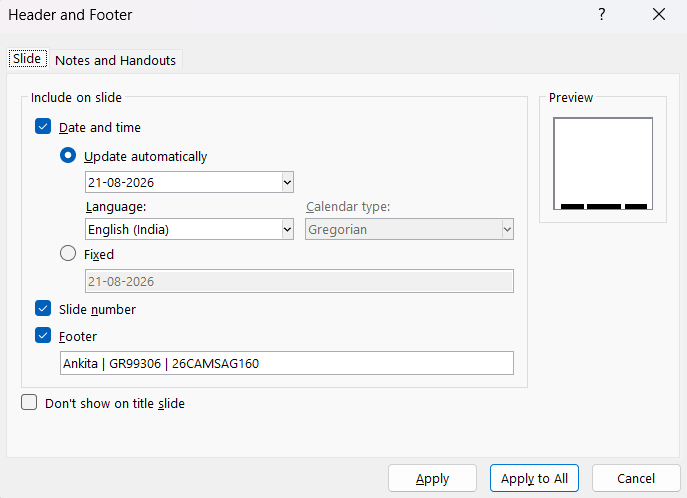 Header and Footer
?
Slide
Notes and Handouts
Include on slide
Preview
Date and time
Update automatically
21-08-2026
Language:
Calendar type:
English (India)
Gregorian
Fixed
21-08-2026
Slide number
Footer
Ankita | GR99306 | 26CAMSAG160
Don't show on title slide
Apply
Apply to All
Cancel